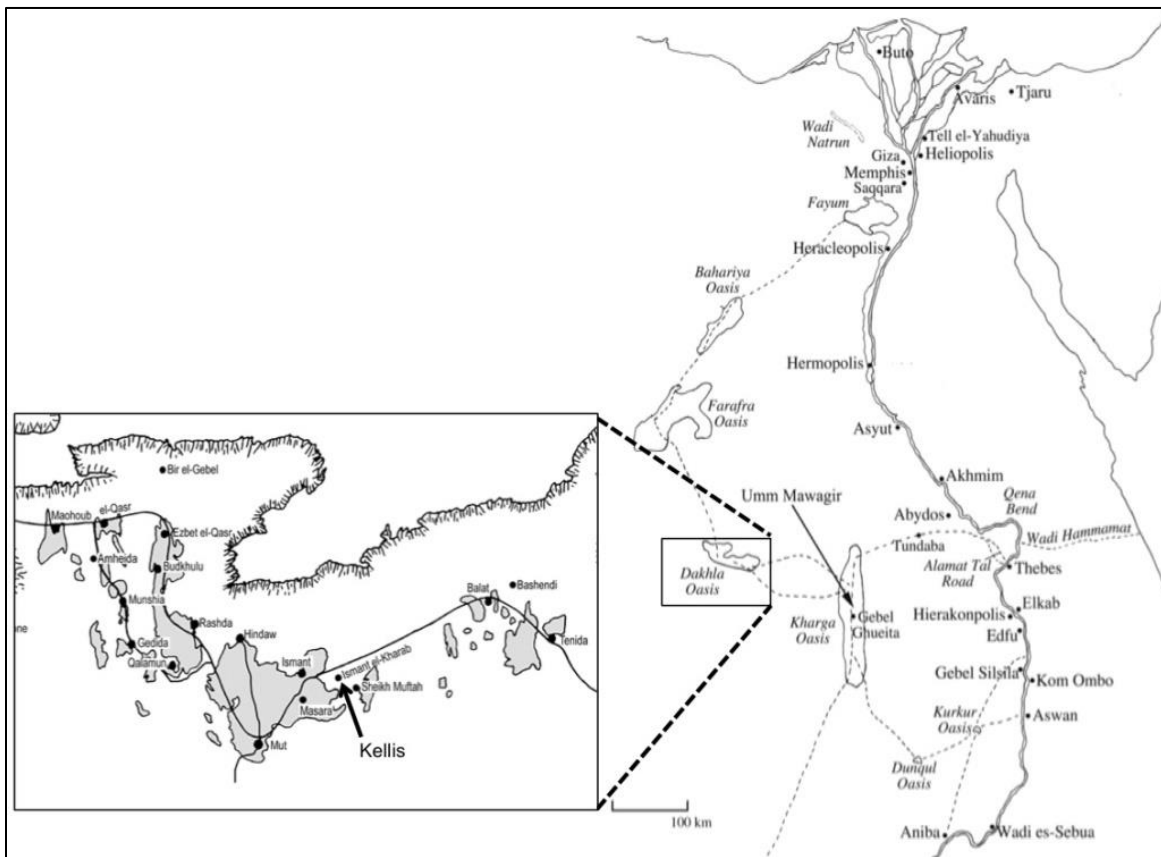 Buto
Avaris
Tjaru
Wadi
Natrun
Tell el-Yahudiya
Giza
Heliopolis
Memphis
Saqqara
Fayum
Heracleopolis
Bahariya
Oasis
Hermopolis
Farafra
Oasis
Asyut
Akhmim
Umm Mawagir
Qena
Bend
Abydos
Wadi Hammamat
Tundaba
Alamat Tal
Road
Thebes
Dakhla
Oasis
Kharga
Oasis
Gebel
Ghueita
Hierakonpolis
Elkab
Edfu
Gebel Silsila
Kom Ombo
Kurkur
Oasis
Aswan
Dunqul
Oasis
100 km
Aniba
Wadi es-Sebua
Bir el-Gebel
Maohoub
el-Qasr
Ezbet el-Qasr
Amheida
Budkhulu
Bashendi
Balat
Munshia
Rashda
Hindaw
Tenida
Gedida
Qalamun
Ismant
Ismant el-Kharab
Sheikh Muftah
Masara
Mut
Kellis